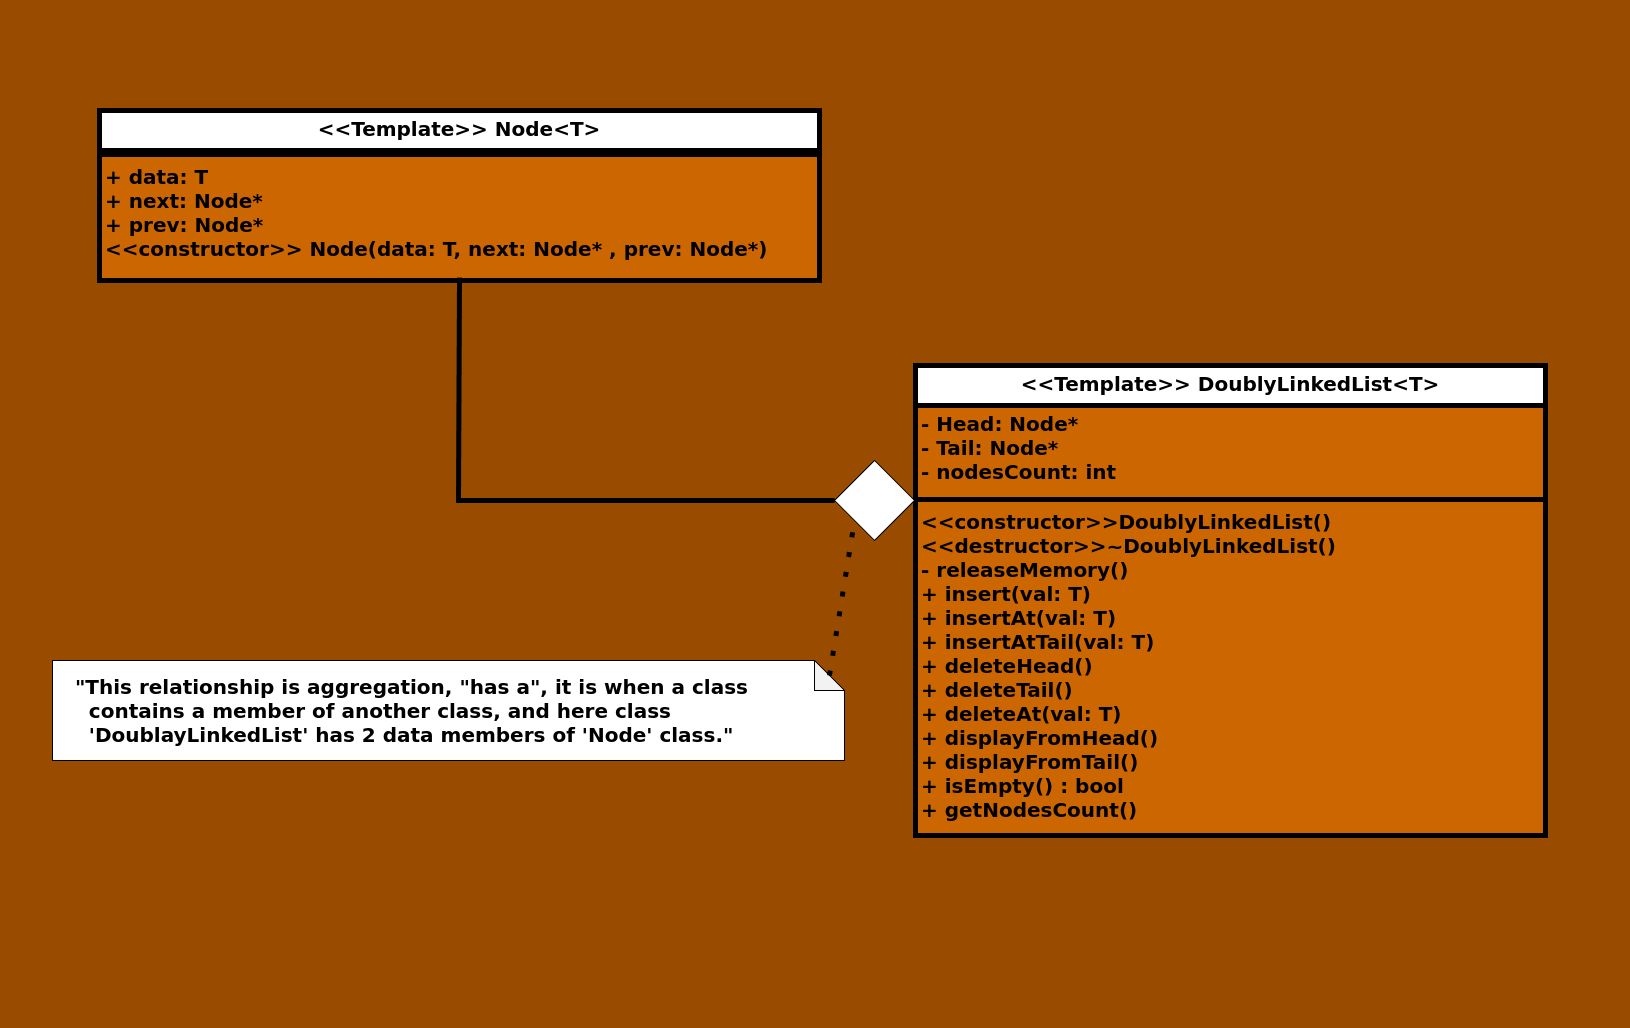 <<Template>> Node<T>
+ data: T
+ next: Node*
+ prev: Node*
<<constructor>> Node(data: T, next: Node* , prev: Node*)
<<Template>> DoublyLinkedList<T>
- Head: Node*
- Tail: Node*
- nodesCount: int
<<constructor>>DoublyLinkedList()
<<destructor>>~DoublyLinkedList()
- releaseMemory()
+ insert(val: T)
+ insertAt(val: T)
+ insertAtTail(val: T)
+ deleteHead()
+ deleteTail()
+ deleteAt(val: T)
+ displayFromHead()
+ displayFromTail()
+ isEmpty() : bool
+ getNodesCount()
"This relationship is aggregation, "has a", it is when a class
contains a member of another class, and here class
'DoublayLinkedList' has 2 data members of 'Node' class."